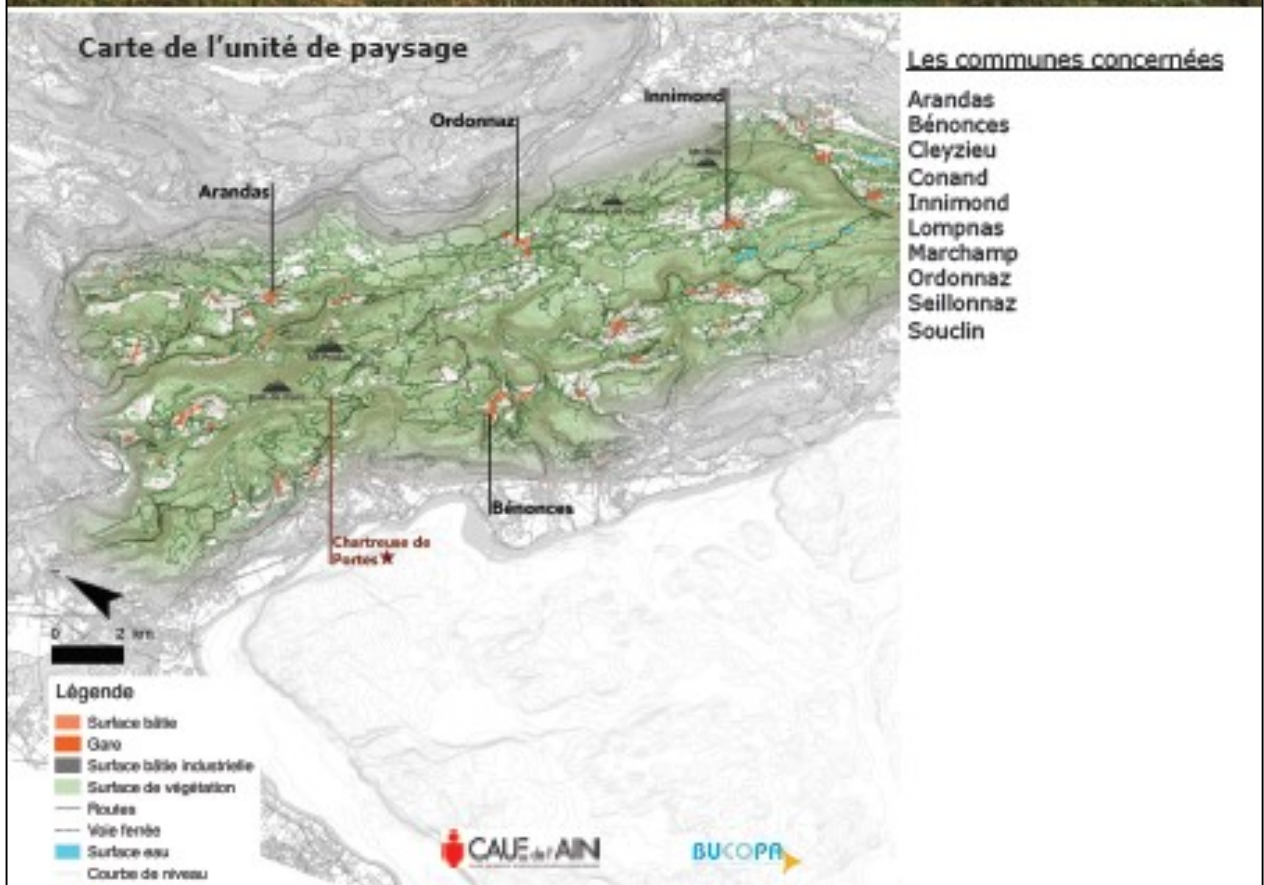 Carte de l'unité de paysage
Les communes concernées
Arandas
Bénonces
Cleyzieu
Conand
Innimond
Lompnas
Marchamp
Ordonnaz
Seillonnaz
Souclin
Innimond
Ordonnaz
Arandas
Bénonces
Chartreuse de
Portes
0 2 km
Légende
Surface bâtie
Gare
Surface bâtie industrielle
Surface de végétation
Routes
Voie ferrée
Surface eau
Courbe de niveau
CAUE de l'AIN
BUCOPA